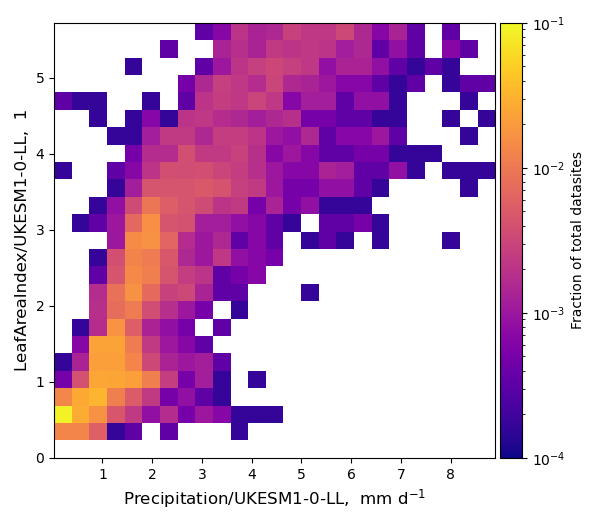 LeafAreaIndex/UKESM1-0-LL, 1
5
4
3
2
1
0
1 2 3 4 5 6 7 8
Precipitation/UKESM1-0-LL, mm d⁻¹
10⁻¹
10⁻²
10⁻³
10⁻⁴
Fraction of total datasites